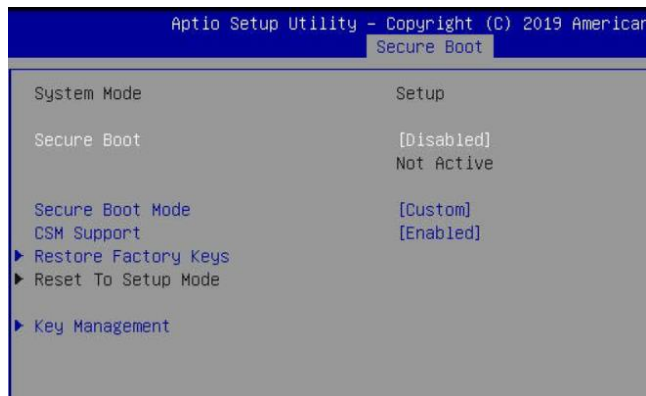 Aptio Setup Utility – Copyright (C) 2019 American
Secure Boot
System Mode Setup
Secure Boot [Disabled]
Not Active
Secure Boot Mode [Custom]
CSM Support [Enabled]
Restore Factory Keys
Reset To Setup Mode
Key Management